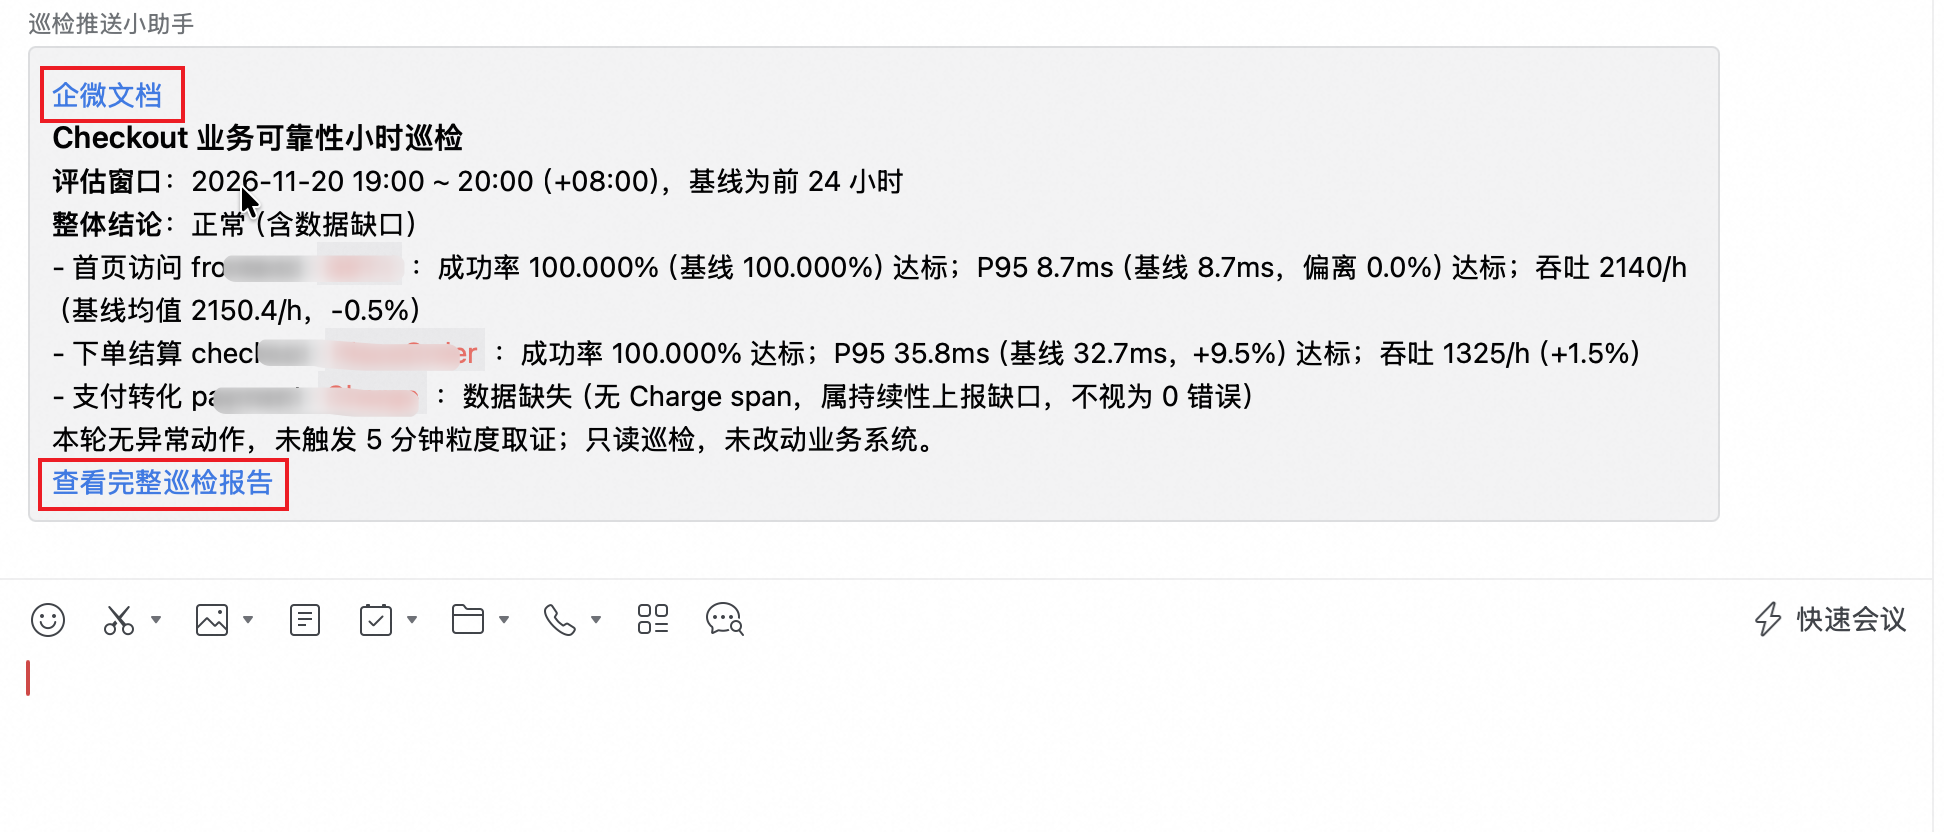 巡检推送小助手
企微文档
Checkout 业务可靠性小时巡检
评估窗口：2026-11-20 19:00 ~ 20:00 (+08:00)，基线为前 24 小时
整体结论：正常 (含数据缺口)
- 首页访问 fro ：成功率 100.000% (基线 100.000%) 达标；P95 8.7ms (基线 8.7ms，偏离 0.0%) 达标；吞吐 2140/h
(基线均值 2150.4/h，-0.5%)
- 下单结算 chec er ：成功率 100.000% 达标；P95 35.8ms (基线 32.7ms，+9.5%) 达标；吞吐 1325/h (+1.5%)
- 支付转化 pa ：数据缺失 (无 Charge span，属持续性上报缺口，不视为 0 错误)
本轮无异常动作，未触发 5 分钟粒度取证；只读巡检，未改动业务系统。
查看完整巡检报告
快速会议